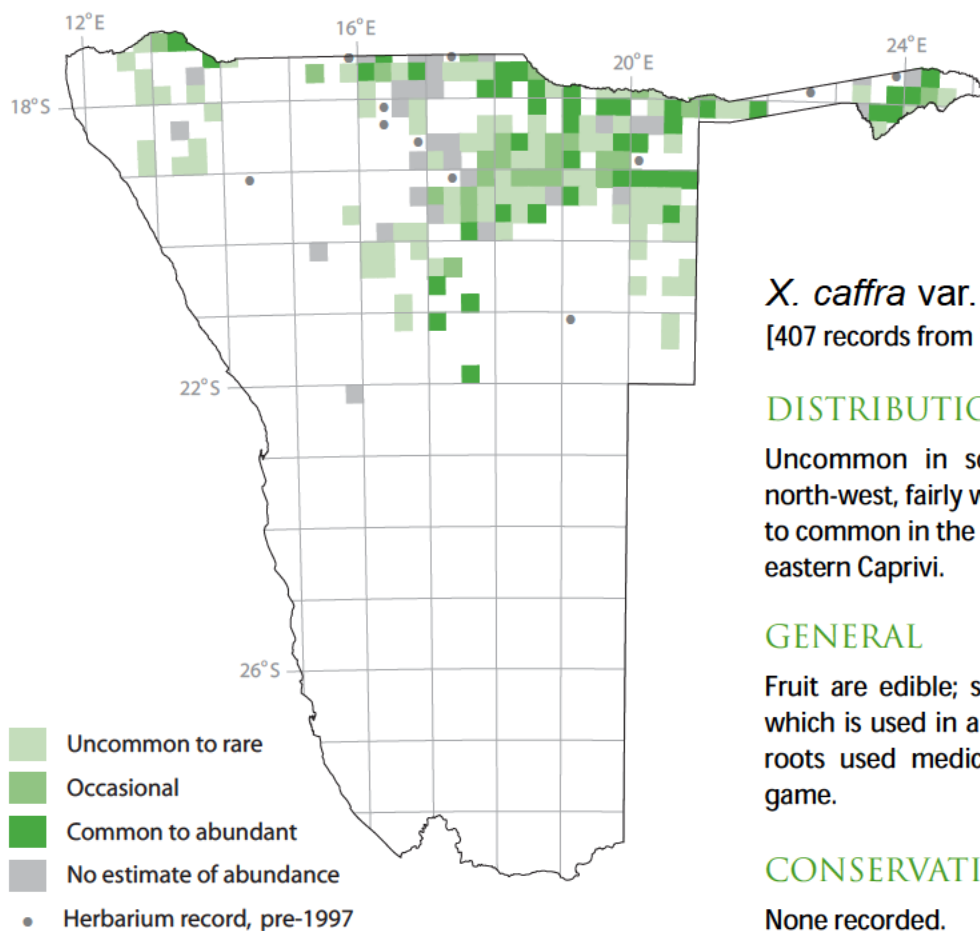 12°E
16°E
20°E
24°E
18°S
22°S
26°S
Uncommon to rare
Occasional
Common to abundant
No estimate of abundance
Herbarium record, pre-1997
X. caffra var.
[407 records from
DISTRIBUTIO
Uncommon in s
north-west, fairly w
to common in the
eastern Caprivi.
GENERAL
Fruit are edible; s
which is used in a
roots used medic
game.
CONSERVATI
None recorded.